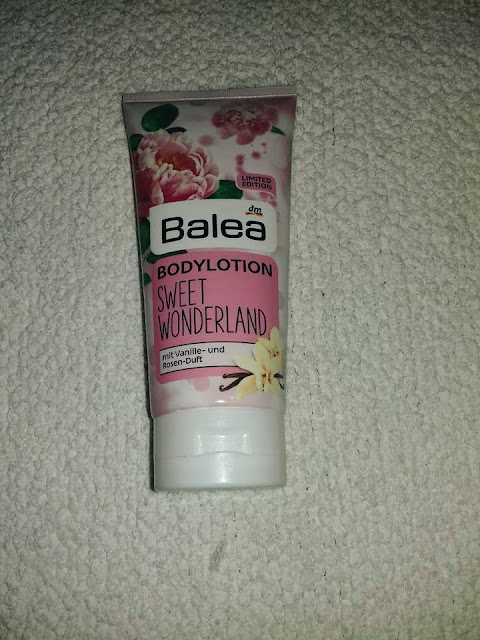 LIMITED
EDITION
dm
Balea
BODYLOTION
SWEET
WONDERLAND
mit Vanille- und
Rosen-Duft